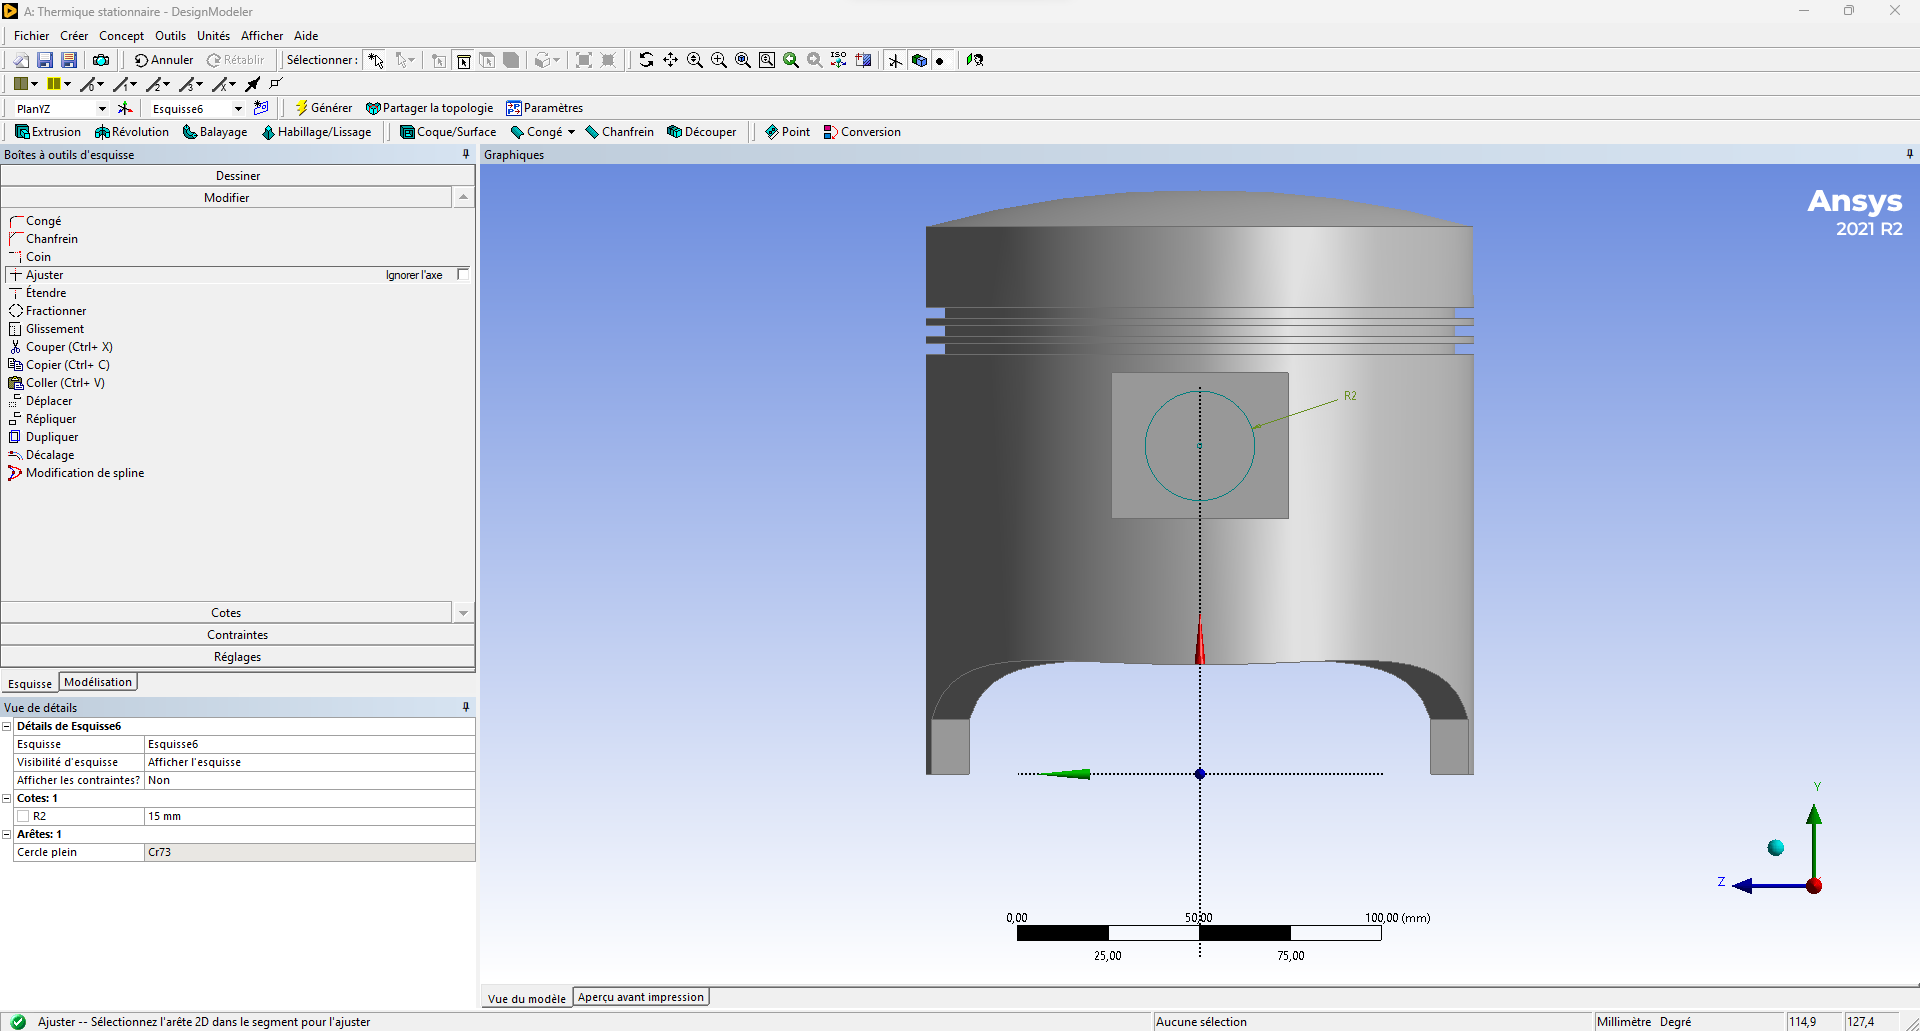 A: Thermique stationnaire - DesignModeler
Fichier Créer Concept Outils Unités Afficher Aide
Annuler Rétablir Sélectionner : ISO
PlanYZ Esquisse6 Générer Partager la topologie Paramètres
Extrusion Révolution Balayage Habillage/Lissage Coque/Surface Congé Chanfrein Découper Point Conversion
Boîtes à outils d'esquisse
Dessiner
Modifier
Congé
Chanfrein
Coin
Ajuster Ignorer l'axe
Étendre
Fractionner
Glissement
Couper (Ctrl+ X)
Copier (Ctrl+ C)
Coller (Ctrl+ V)
Déplacer
Répliquer
Dupliquer
Décalage
Modification de spline
Cotes
Contraintes
Réglages
Esquisse Modélisation
Vue de détails
Détails de Esquisse6
Esquisse Esquisse6
Visibilité d'esquisse Afficher l'esquisse
Afficher les contraintes? Non
Cotes: 1
R2 15 mm
Arêtes: 1
Cercle plein Cr73
Graphiques
Ansys
2021 R2
R2
Y
Z
0,00 50,00 100,00 (mm)
25,00 75,00
Vue du modèle Aperçu avant impression
Ajuster -- Sélectionnez l'arête 2D dans le segment pour l'ajuster Aucune sélection Millimètre Degré 114,9 127,4